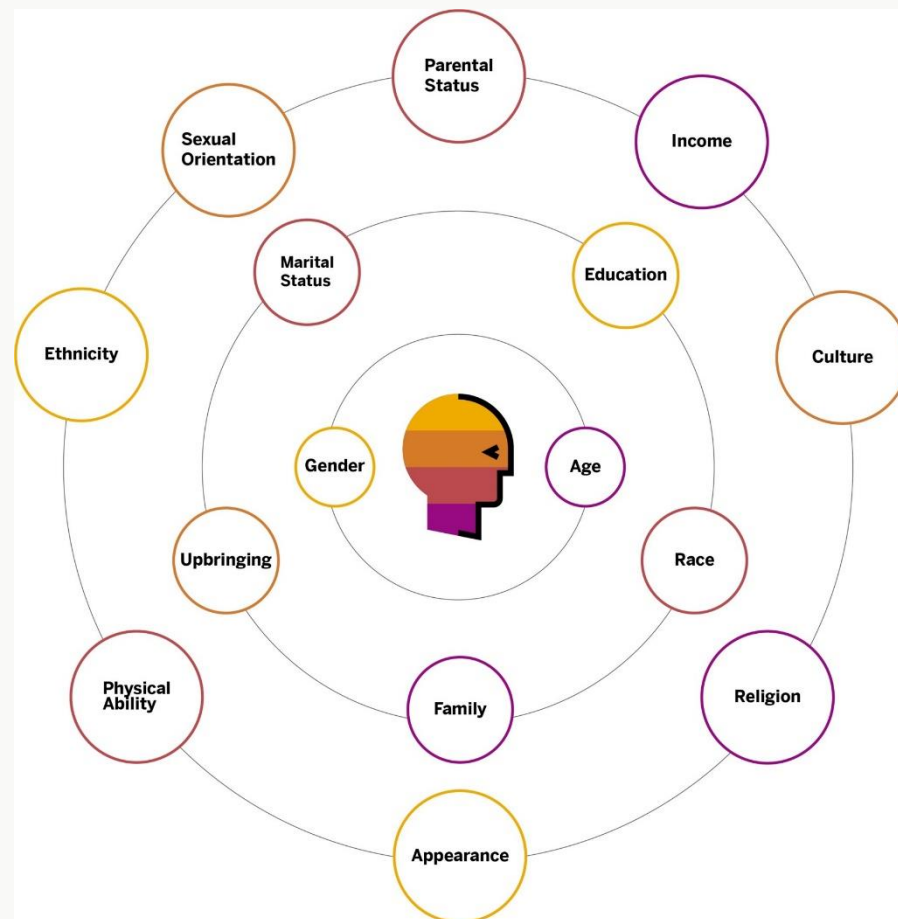 Parental
Status
Sexual
Orientation
Income
Marital
Status
Education
Ethnicity
Culture
Gender
Age
Upbringing
Race
Physical
Ability
Family
Religion
Appearance